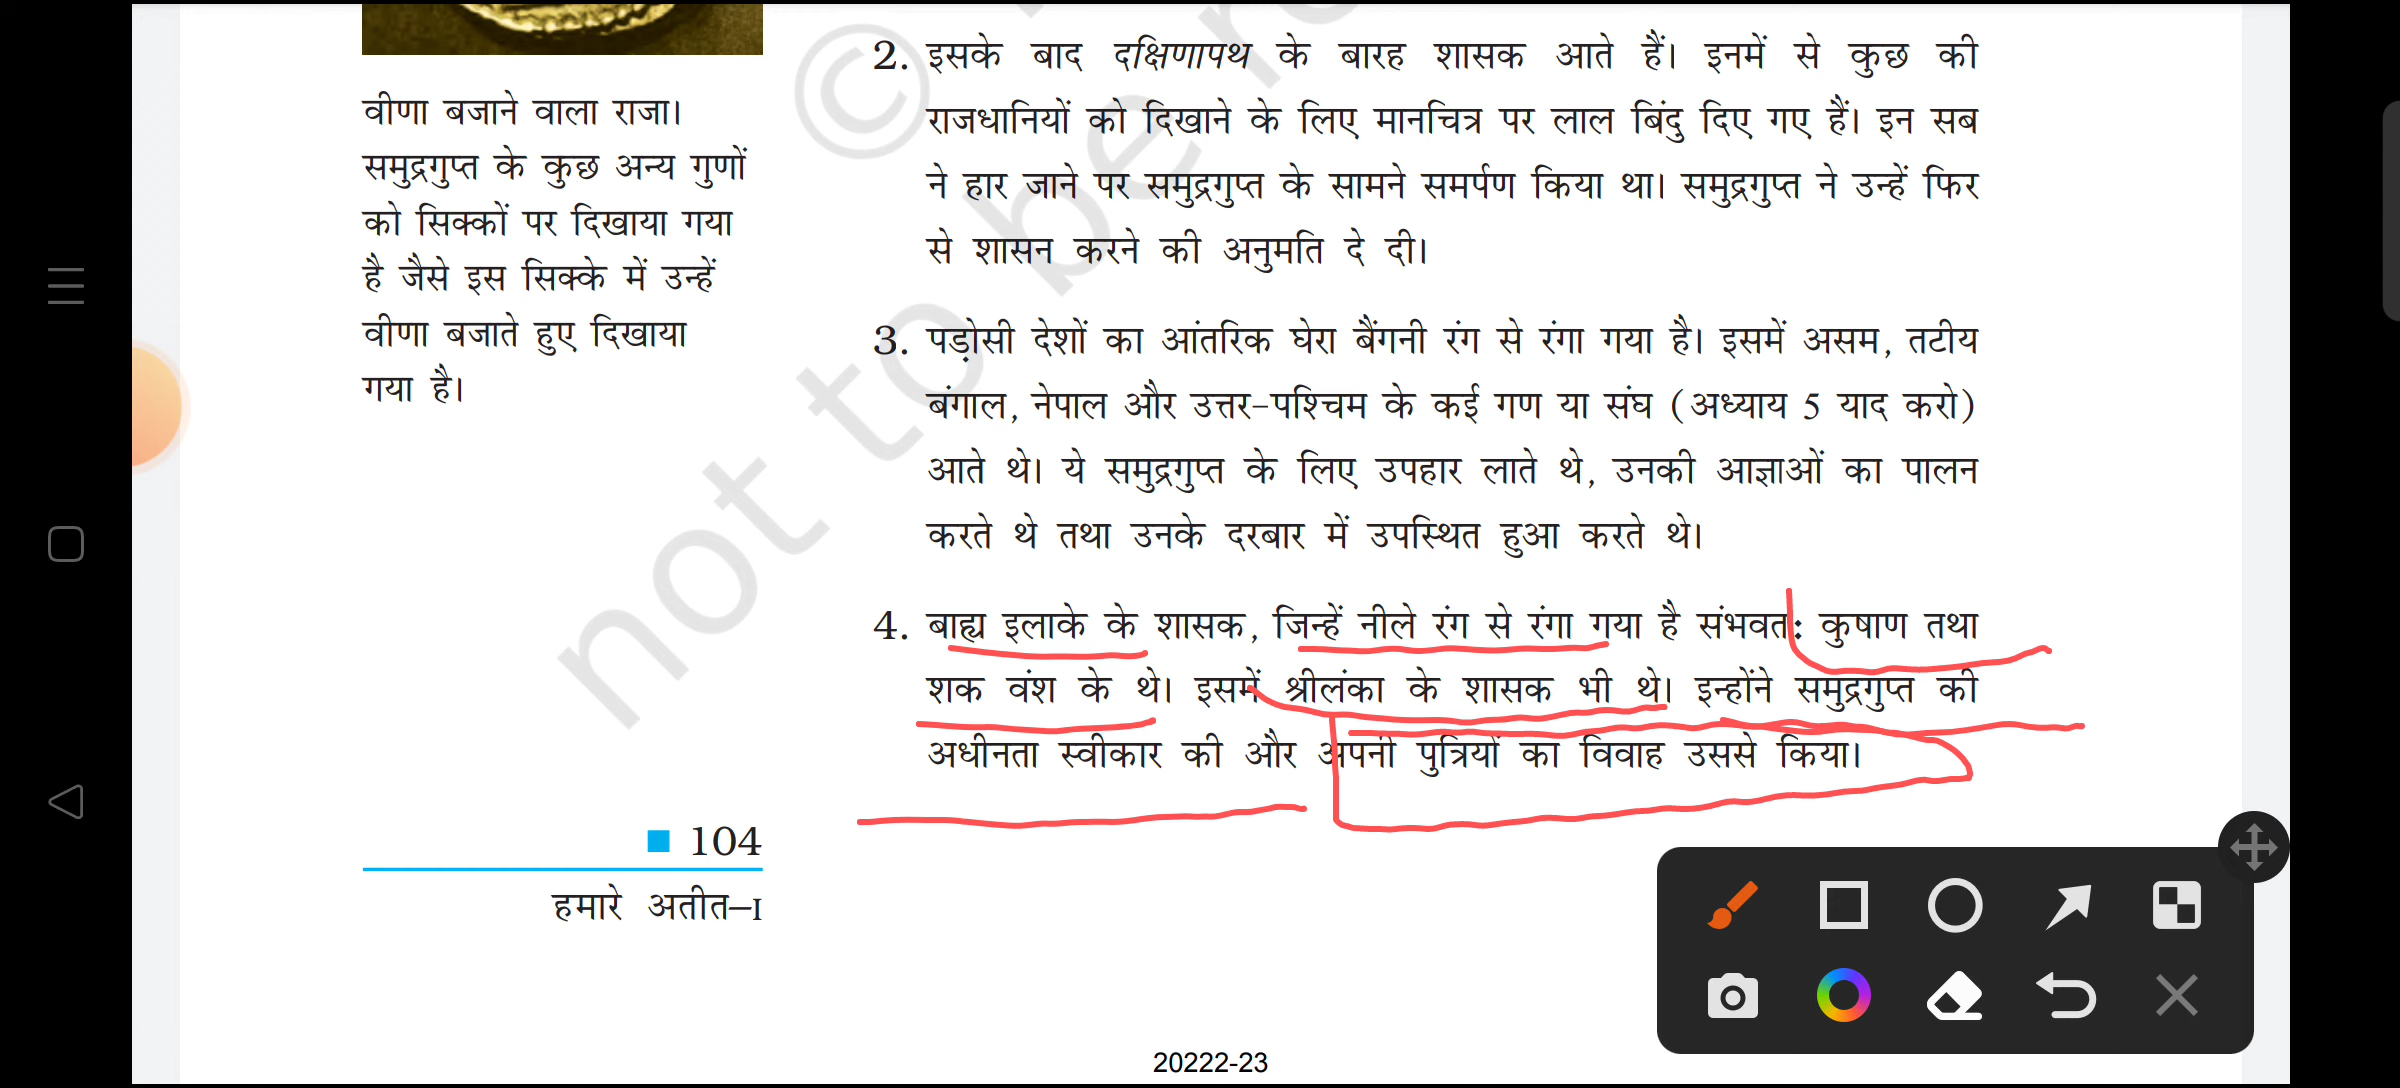 वीणा बजाने वाला राजा।
समुद्रगुप्त के कुछ अन्य गुणों
को सिक्कों पर दिखाया गया
है जैसे इस सिक्के में उन्हें
वीणा बजाते हुए दिखाया
गया है।
2. इसके बाद दक्षिणापथ के बारह शासक आते हैं। इनमें से कुछ की
राजधानियों को दिखाने के लिए मानचित्र पर लाल बिंदु दिए गए हैं। इन सब
ने हार जाने पर समुद्रगुप्त के सामने समर्पण किया था। समुद्रगुप्त ने उन्हें फिर
से शासन करने की अनुमति दे दी।
3. पड़ोसी देशों का आंतरिक घेरा बैंगनी रंग से रंगा गया है। इसमें असम, तटीय
बंगाल, नेपाल और उत्तर–पश्चिम के कई गण या संघ (अध्याय 5 याद करो)
आते थे। ये समुद्रगुप्त के लिए उपहार लाते थे, उनकी आज्ञाओं का पालन
करते थे तथा उनके दरबार में उपस्थित हुआ करते थे।
4. बाह्य इलाके के शासक, जिन्हें नीले रंग से रंगा गया है संभवत: कुषाण तथा
शक वंश के थे। इसमें श्रीलंका के शासक भी थे। इन्होंने समुद्रगुप्त की
अधीनता स्वीकार की और अपनी पुत्रियों का विवाह उससे किया।
■ 104
हमारे अतीत–I
20222-23
© not to be